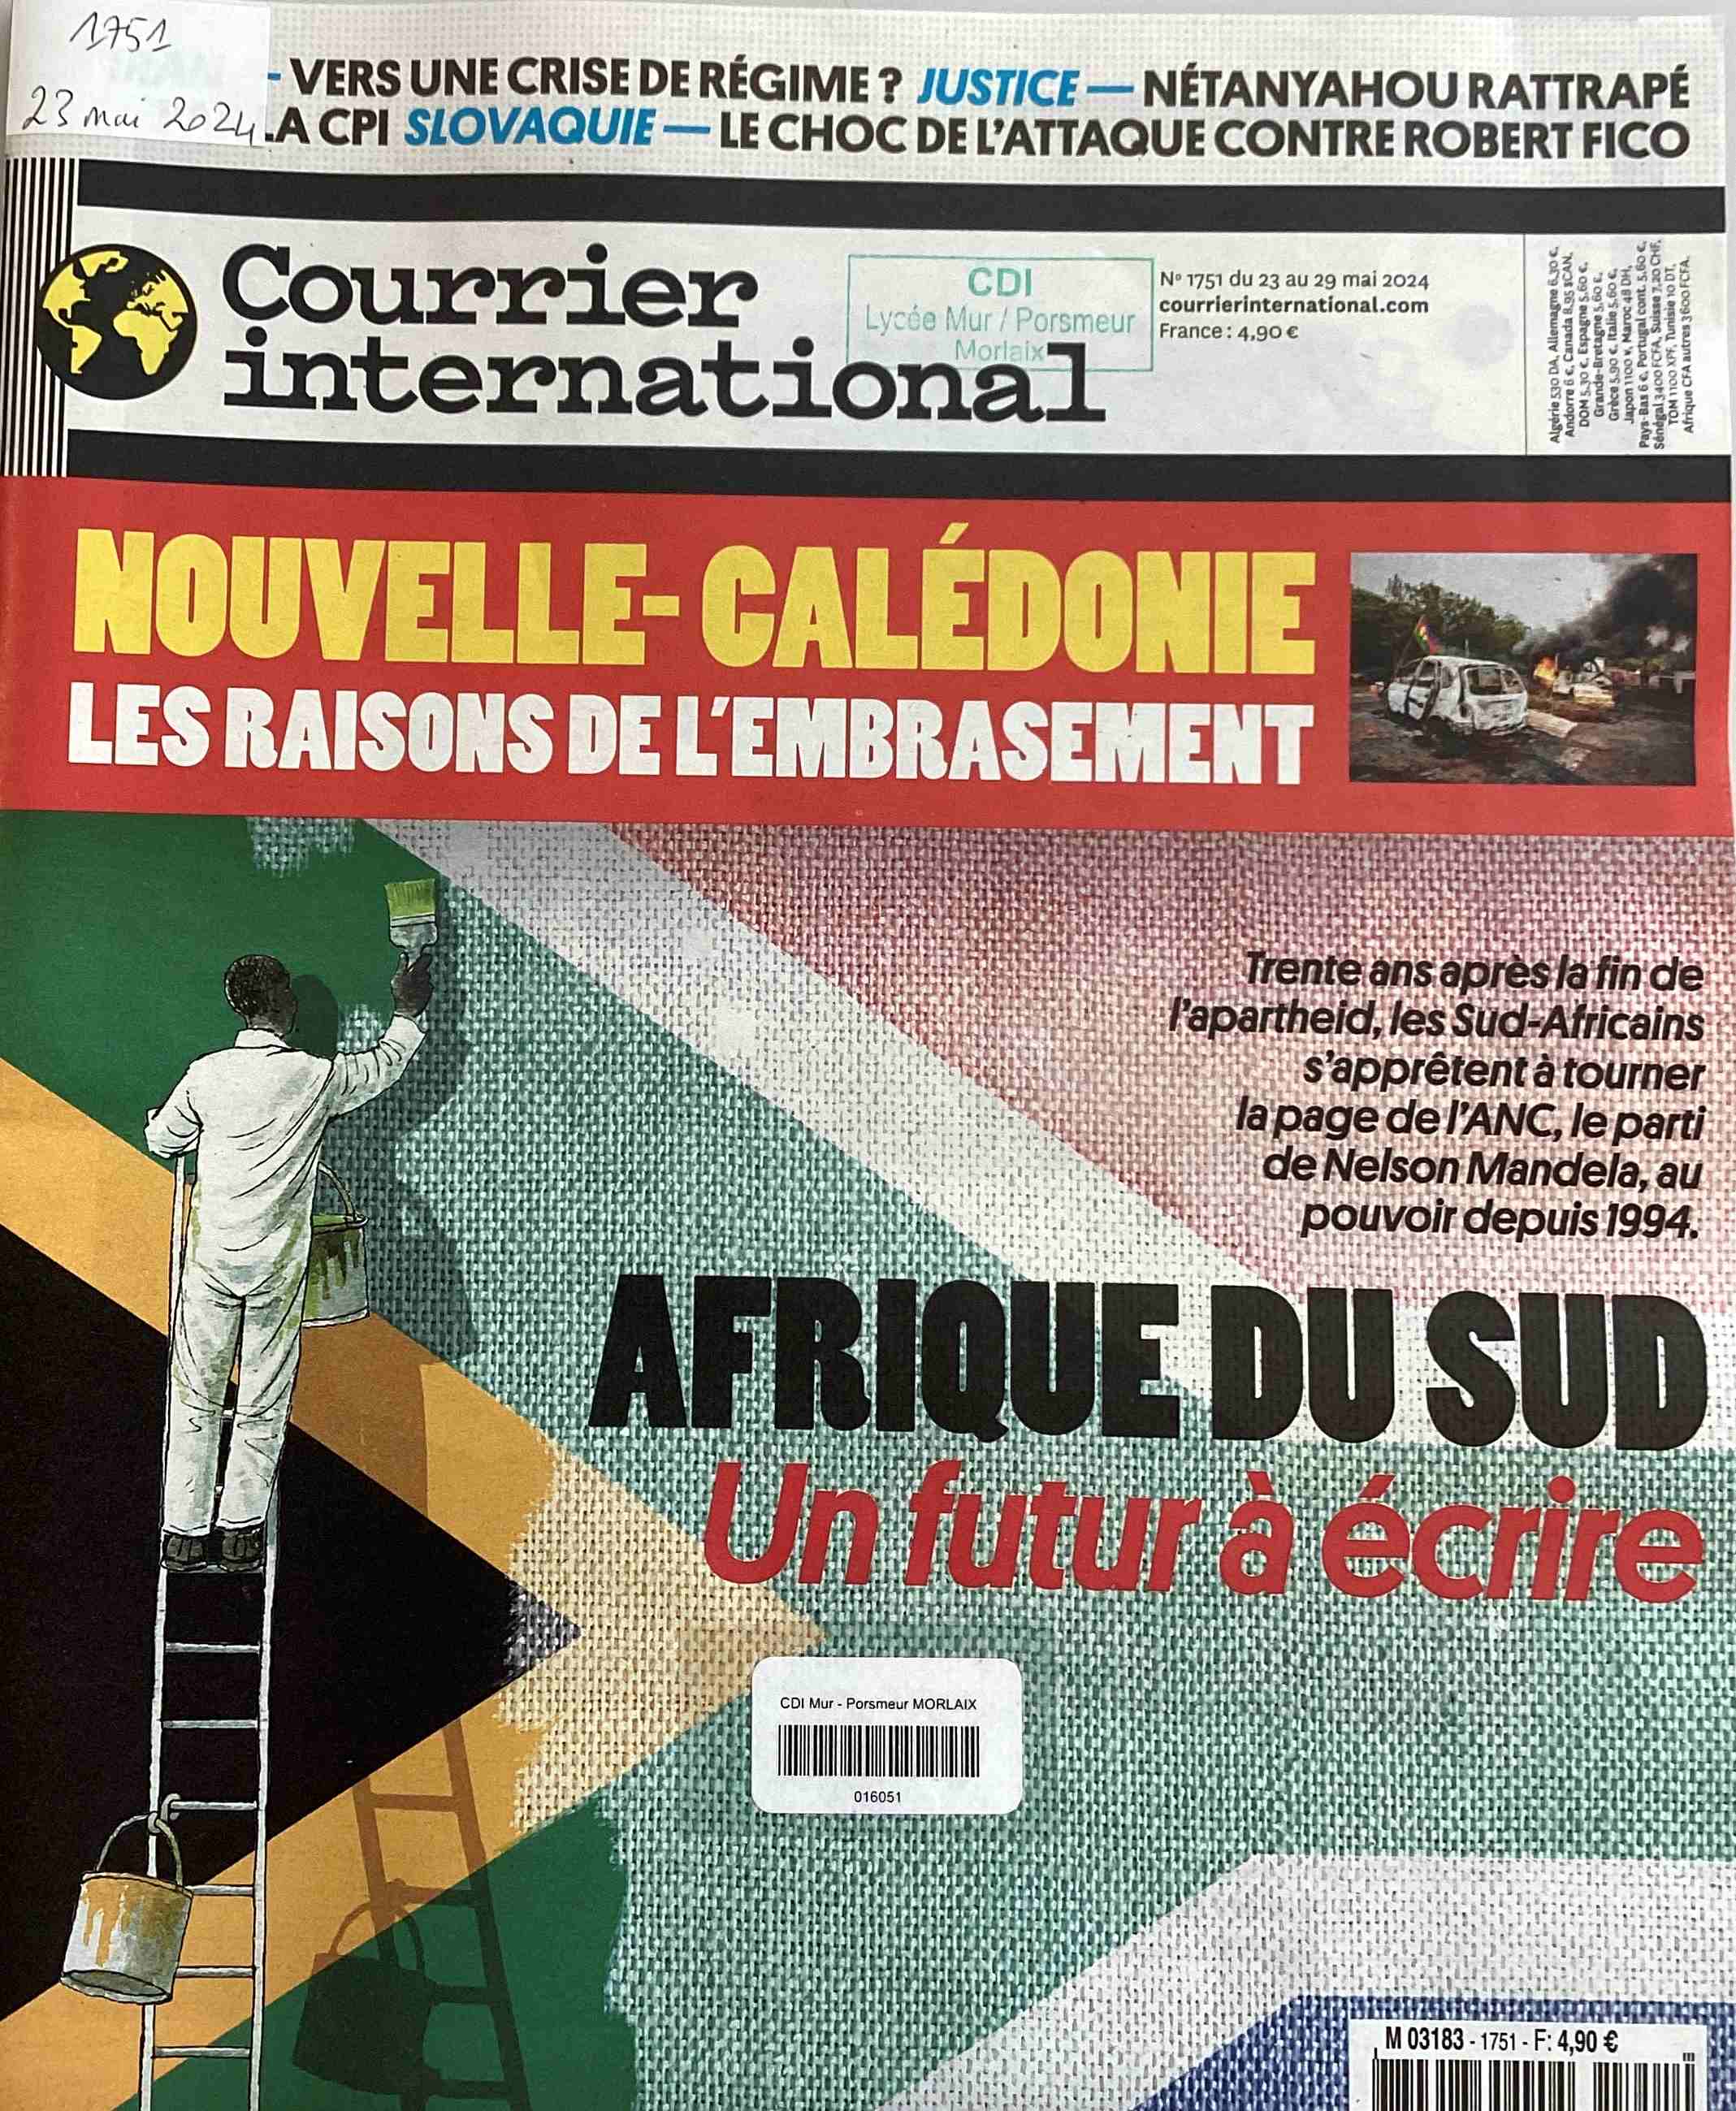 1751
23 mai 2024
- VERS UNE CRISE DE RÉGIME ? JUSTICE — NÉTANYAHOU RATTRAPÉ
LA CPI SLOVAQUIE — LE CHOC DE L'ATTAQUE CONTRE ROBERT FICO
Courrier
international
CDI
Lycée Mur / Porsmeur
Morlaix
N° 1751 du 23 au 29 mai 2024
courrierinternational.com
France : 4,90 €
Algérie 530 DA, Allemagne 6,30 €,
Andorre 6 €, Canada 8,95 $CAN,
DOM 5,30 €, Espagne 5,60 €,
Grande-Bretagne 5,60 £,
Grèce 5,90 €, Italie 5,60 €,
Japon 1100 ¥, Maroc 48 DH,
Pays-Bas 6 €, Portugal cont. 5,60 €,
Sénégal 3400 FCFA, Suisse 7,20 CHF,
TOM 1100 XPF, Tunisie 10 DT,
Afrique CFA autres 3600 FCFA.
NOUVELLE-CALÉDONIE
LES RAISONS DE L'EMBRASEMENT
Trente ans après la fin de
l'apartheid, les Sud-Africains
s'apprêtent à tourner
la page de l'ANC, le parti
de Nelson Mandela, au
pouvoir depuis 1994.
AFRIQUE DU SUD
Un futur à écrire
CDI Mur - Porsmeur MORLAIX
016051
M 03183 - 1751 - F: 4,90 €